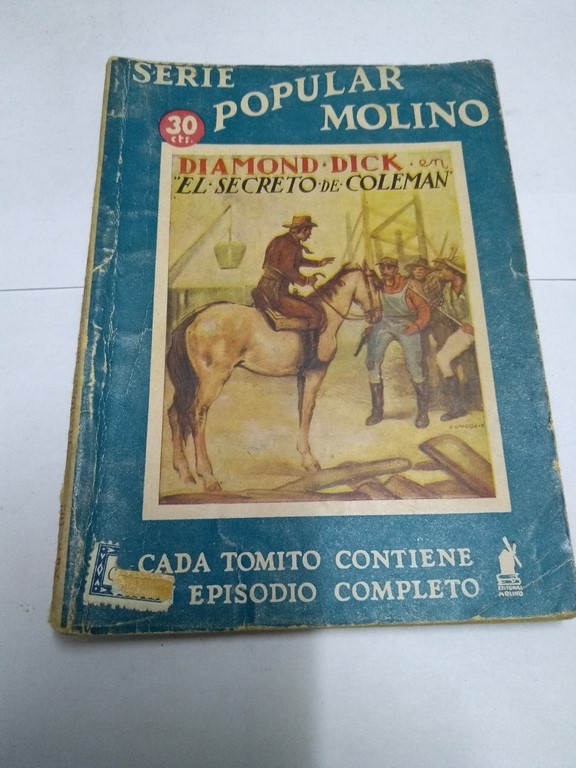 SERIE
POPULAR
MOLINO
30
cts.
DIAMOND·DICK·en
"EL·SECRETO·DE·COLEMAN"
CADA TOMITO CONTIENE
EPISODIO COMPLETO
EDITORIAL
MOLINO